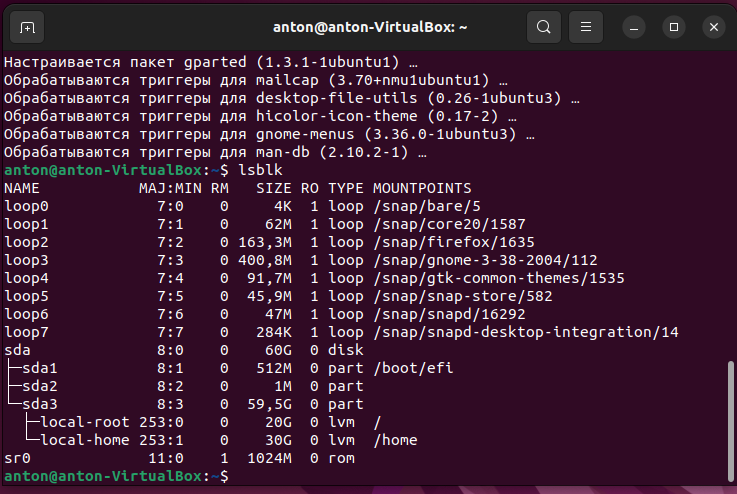 anton@anton-VirtualBox: ~
Настраивается пакет gparted (1.3.1-1ubuntu1) …
Обрабатываются триггеры для mailcap (3.70+nmu1ubuntu1) …
Обрабатываются триггеры для desktop-file-utils (0.26-1ubuntu3) …
Обрабатываются триггеры для hicolor-icon-theme (0.17-2) …
Обрабатываются триггеры для gnome-menus (3.36.0-1ubuntu3) …
Обрабатываются триггеры для man-db (2.10.2-1) …
anton@anton-VirtualBox:~$ lsblk
NAME           MAJ:MIN RM   SIZE RO TYPE MOUNTPOINTS
loop0            7:0    0     4K  1 loop /snap/bare/5
loop1            7:1    0    62M  1 loop /snap/core20/1587
loop2            7:2    0 163,3M  1 loop /snap/firefox/1635
loop3            7:3    0 400,8M  1 loop /snap/gnome-3-38-2004/112
loop4            7:4    0  91,7M  1 loop /snap/gtk-common-themes/1535
loop5            7:5    0  45,9M  1 loop /snap/snap-store/582
loop6            7:6    0    47M  1 loop /snap/snapd/16292
loop7            7:7    0   284K  1 loop /snap/snapd-desktop-integration/14
sda              8:0    0    60G  0 disk
├─sda1           8:1    0   512M  0 part /boot/efi
├─sda2           8:2    0     1M  0 part
└─sda3           8:3    0  59,5G  0 part
  ├─local-root 253:0    0    20G  0 lvm  /
  └─local-home 253:1    0    30G  0 lvm  /home
sr0             11:0    1  1024M  0 rom
anton@anton-VirtualBox:~$